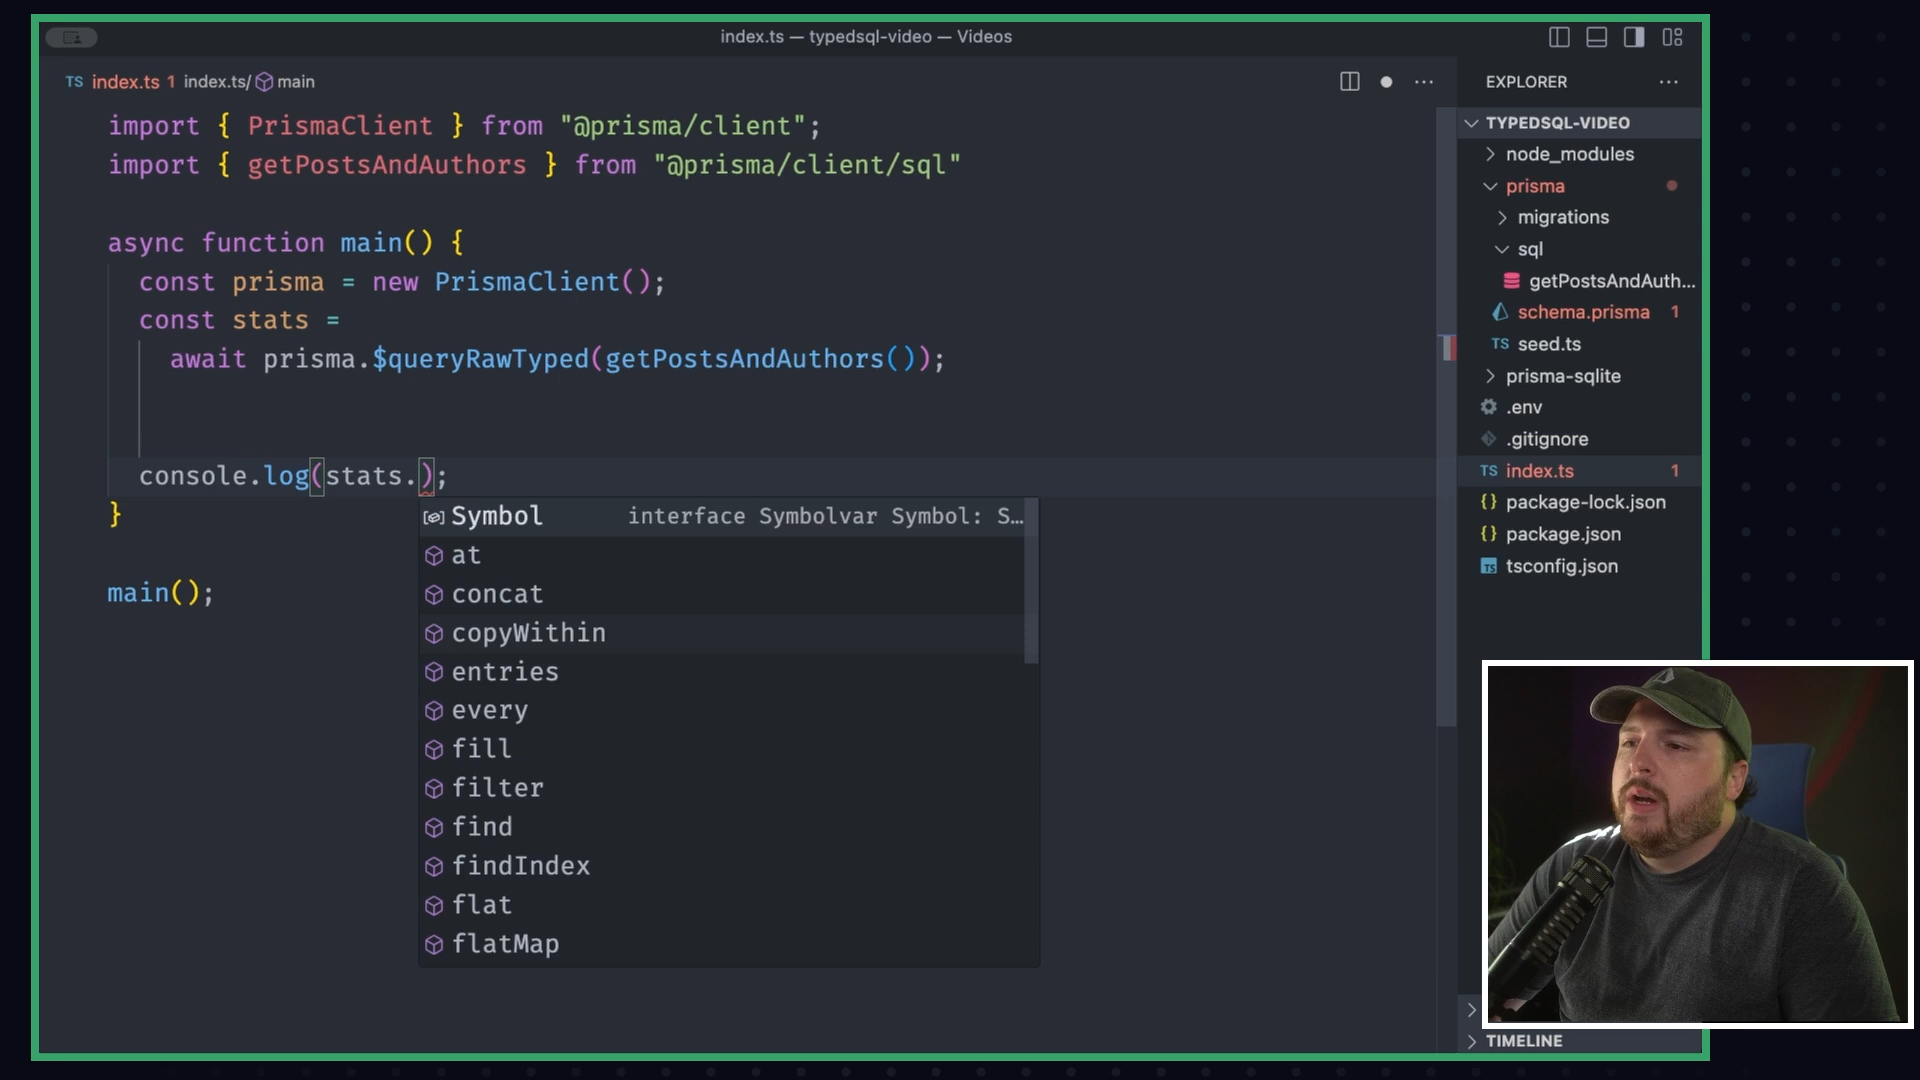 index.ts — typedsql-video — Videos
TS index.ts 1 index.ts/ main
import { PrismaClient } from "@prisma/client";
import { getPostsAndAuthors } from "@prisma/client/sql"
async function main() {
const prisma = new PrismaClient();
const stats =
await prisma.$queryRawTyped(getPostsAndAuthors());
console.log(stats.);
}
main();
Symbol interface Symbolvar Symbol: S…
at
concat
copyWithin
entries
every
fill
filter
find
findIndex
flat
flatMap
EXPLORER
TYPEDSQL-VIDEO
node_modules
prisma
migrations
sql
getPostsAndAuth...
schema.prisma 1
TS seed.ts
prisma-sqlite
.env
.gitignore
TS index.ts 1
{} package-lock.json
{} package.json
TS tsconfig.json
TIMELINE